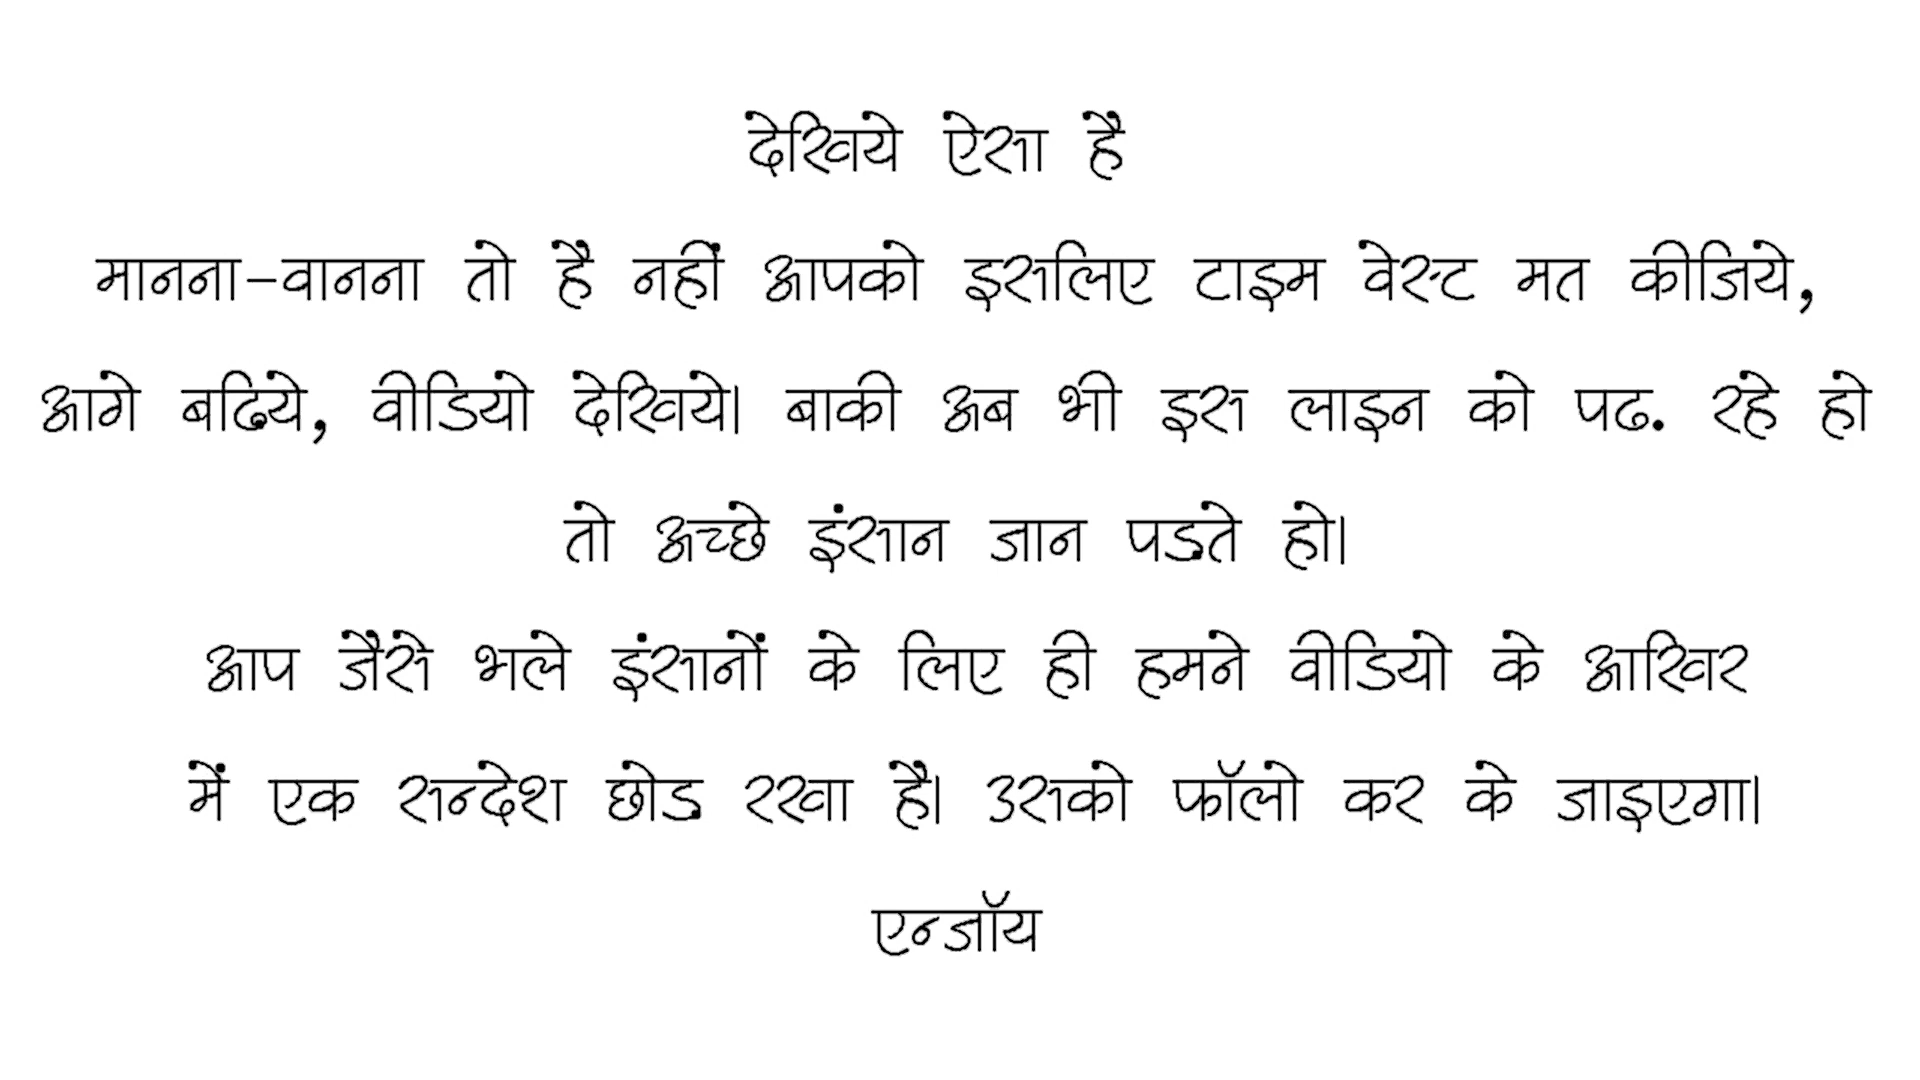 देखिये ऐसा है
मानना-वानना तो है नहीं आपको इसलिए टाइम वेस्ट मत कीजिये,
आगे बढिये, वीडियो देखिये। बाकी अब भी इस लाइन को पढ. रहे हो
तो अच्छे इंसान जान पड़ते हो।
आप जैसे भले इंसानों के लिए ही हमने वीडियो के आखिर
में एक सन्देश छोड़ रखा है। उसको फॉलो कर के जाइएगा।
एन्जॉय